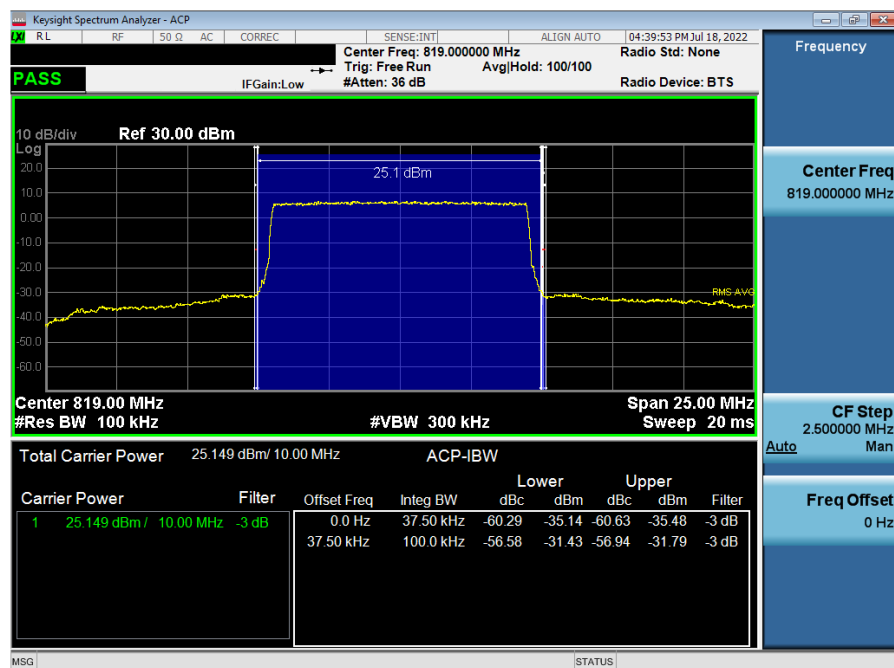 Keysight Spectrum Analyzer - ACP
LXI RL RF 50 Ω AC CORREC SENSE:INT ALIGN AUTO 04:39:53 PM Jul 18, 2022
Center Freq: 819.000000 MHz Radio Std: None
Trig: Free Run Avg|Hold: 100/100
PASS IFGain:Low #Atten: 36 dB Radio Device: BTS
10 dB/div Ref 30.00 dBm
Log
25.1 dBm
20.0
10.0
0.00
-10.0
-20.0
-30.0
RMS AVG
-40.0
-50.0
-60.0
Center 819.00 MHz Span 25.00 MHz
#Res BW 100 kHz #VBW 300 kHz Sweep 20 ms
Total Carrier Power 25.149 dBm/ 10.00 MHz ACP-IBW
Lower Upper
Carrier Power Filter Offset Freq Integ BW dBc dBm dBc dBm Filter
1 25.149 dBm / 10.00 MHz -3 dB 0.0 Hz 37.50 kHz -60.29 -35.14 -60.63 -35.48 -3 dB
37.50 kHz 100.0 kHz -56.58 -31.43 -56.94 -31.79 -3 dB
MSG STATUS
Frequency
Center Freq
819.000000 MHz
CF Step
2.500000 MHz
Auto Man
Freq Offset
0 Hz